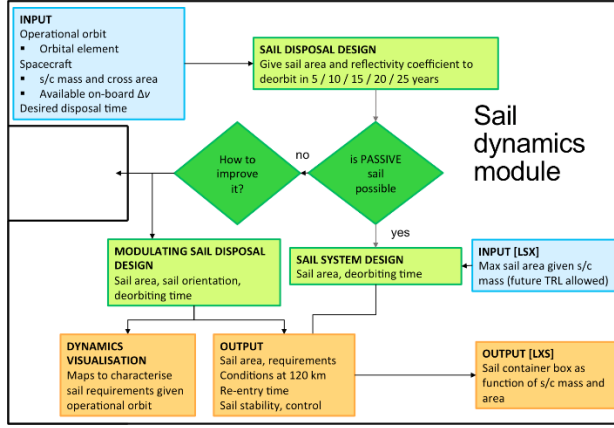 INPUT
Operational orbit
▪ Orbital element
Spacecraft
▪ s/c mass and cross area
▪ Available on-board Δv
Desired disposal time
SAIL DISPOSAL DESIGN
Give sail area and reflectivity coefficient to
deorbit in 5 / 10 / 15 / 20 / 25 years
Sail
dynamics
module
How to
improve
it?
no
is PASSIVE
sail
possible
yes
MODULATING SAIL DISPOSAL
DESIGN
Sail area, sail orientation,
deorbiting time
SAIL SYSTEM DESIGN
Sail area, deorbiting time
INPUT [LSX]
Max sail area given s/c
mass (future TRL allowed)
DYNAMICS
VISUALISATION
Maps to characterise
sail requirements given
operational orbit
OUTPUT
Sail area, requirements
Conditions at 120 km
Re-entry time
Sail stability, control
OUTPUT [LXS]
Sail container box as
function of s/c mass and
area